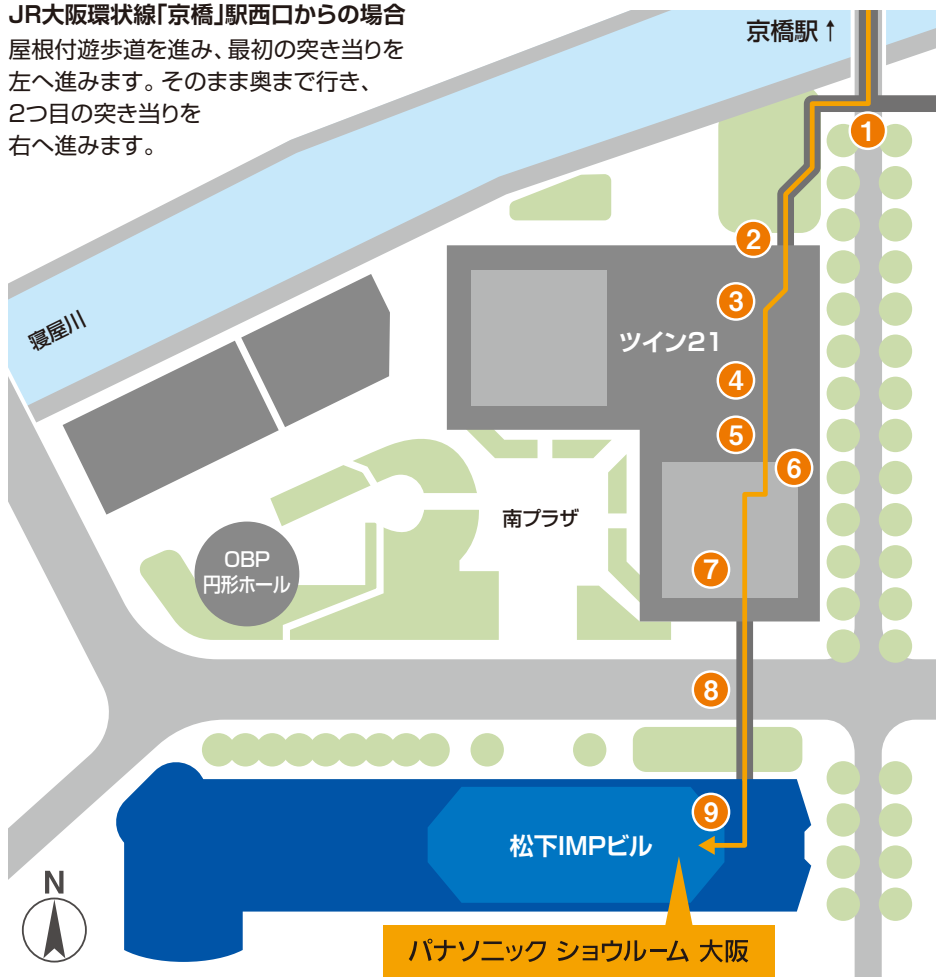 JR大阪環状線「京橋」駅西口からの場合
屋根付遊歩道を進み、最初の突き当りを
左へ進みます。そのまま奥まで行き、
2つ目の突き当りを
右へ進みます。
京橋駅↑
1
2
3
寝屋川
ツイン21
4
5
6
南プラザ
OBP
円形ホール
7
8
9
松下IMPビル
N
パナソニック ショウルーム 大阪